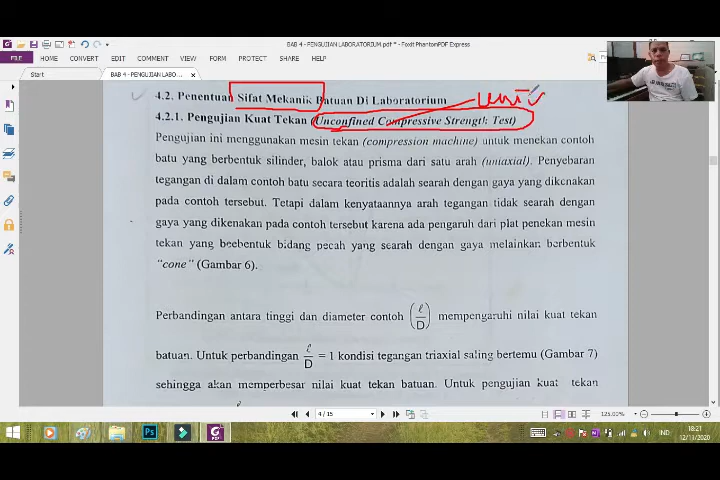 BAB 4 - PENGUJIAN LABORATORIUM.pdf * - Foxit PhantomPDF Express
FILE HOME CONVERT EDIT COMMENT VIEW FORM PROTECT SHARE HELP
Start BAB 4 - PENGUJIAN LABORATORIUM...
4.2. Penentuan Sifat Mekanik Batuan Di Laboratorium
4.2.1. Pengujian Kuat Tekan (Unconfined Compressive Strength Test)
Pengujian ini menggunakan mesin tekan (compression machine) untuk menekan contoh
batu yang berbentuk silinder, balok atau prisma dari satu arah (uniaxial). Penyebaran
tegangan di dalam contoh batu secara teoritis adalah searah dengan gaya yang dikenakan
pada contoh tersebut. Tetapi dalam kenyataannya arah tegangan tidak searah dengan
gaya yang dikenakan pada contoh tersebut karena ada pengaruh dari plat penekan mesin
tekan yang beebentuk bidang pecah yang searah dengan gaya melainkan berbentuk
"cone" (Gambar 6).
Perbandingan antara tinggi dan diameter contoh (ℓ/D) mempengaruhi nilai kuat tekan
batuan. Untuk perbandingan ℓ/D = 1 kondisi tegangan triaxial saling bertemu (Gambar 7)
sehingga akan memperbesar nilai kuat tekan batuan. Untuk pengujian kuat tekan
4 / 15
125.00%
IND
18:21
12/11/2020